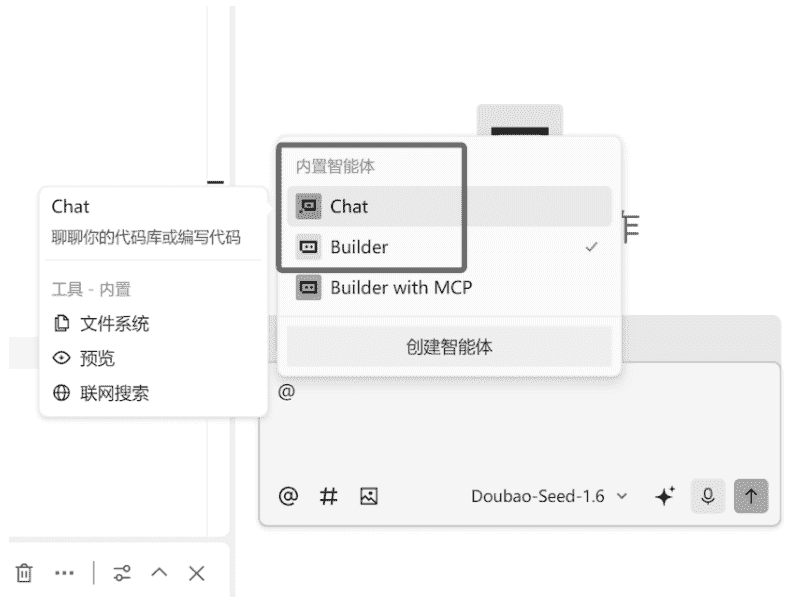 内置智能体
Chat
Builder
Builder with MCP
创建智能体
Chat
聊聊你的代码库或编写代码
工具 - 内置
文件系统
预览
联网搜索
@
Doubao-Seed-1.6